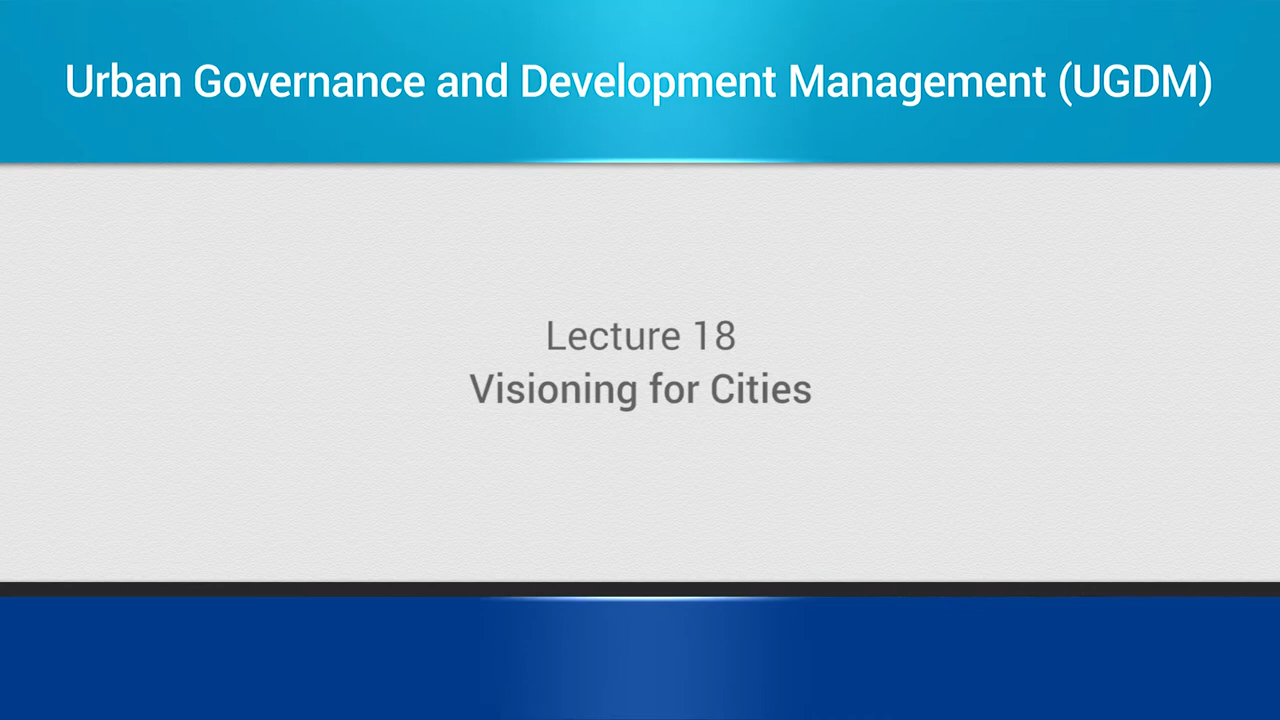 Urban Governance and Development Management (UGDM)
Lecture 18
Visioning for Cities